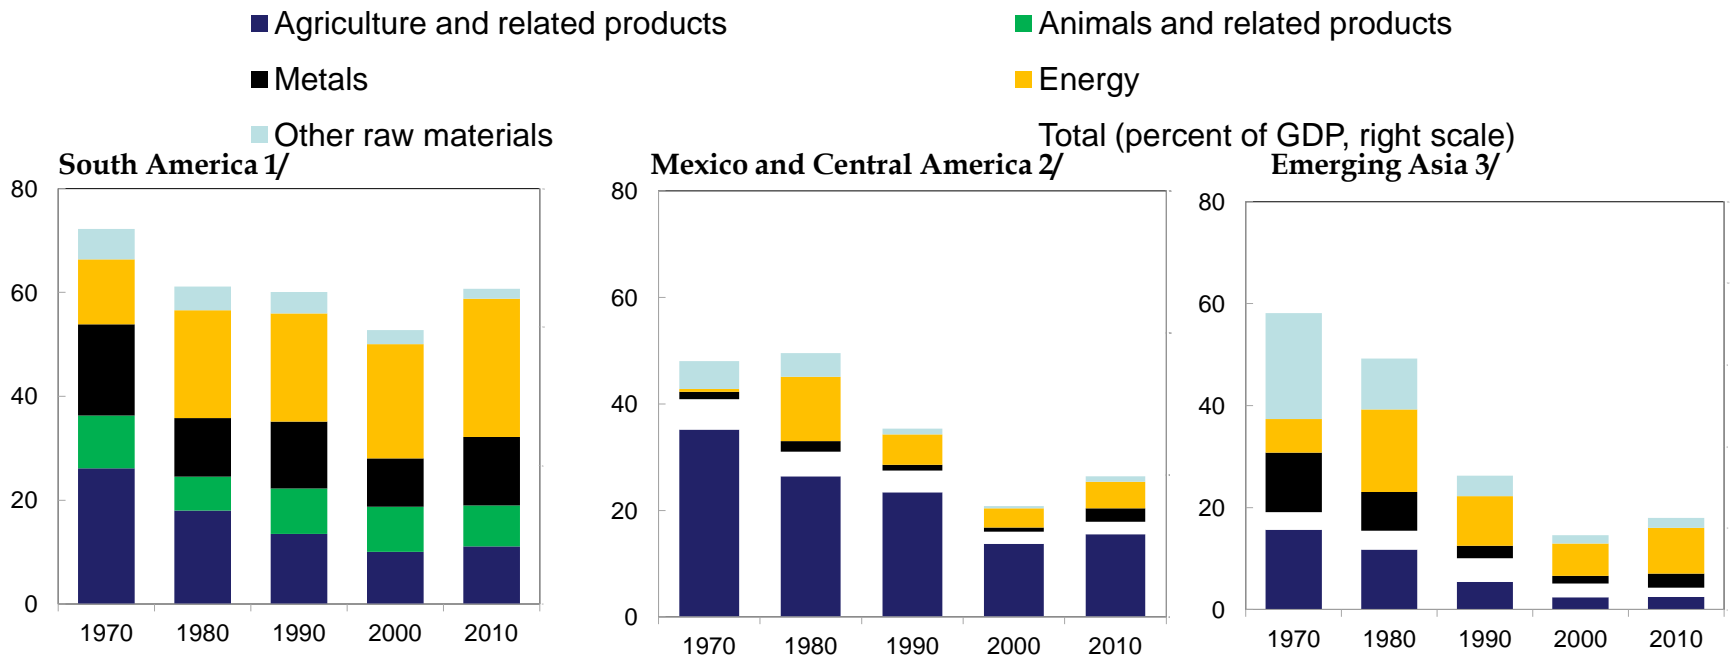 Agriculture and related products
Animals and related products
Metals
Energy
Other raw materials
Total (percent of GDP, right scale)
South America 1/
80
60
40
20
0
1970 1980 1990 2000 2010
Mexico and Central America 2/
80
60
40
20
0
1970 1980 1990 2000 2010
Emerging Asia 3/
80
60
40
20
0
1970 1980 1990 2000 2010